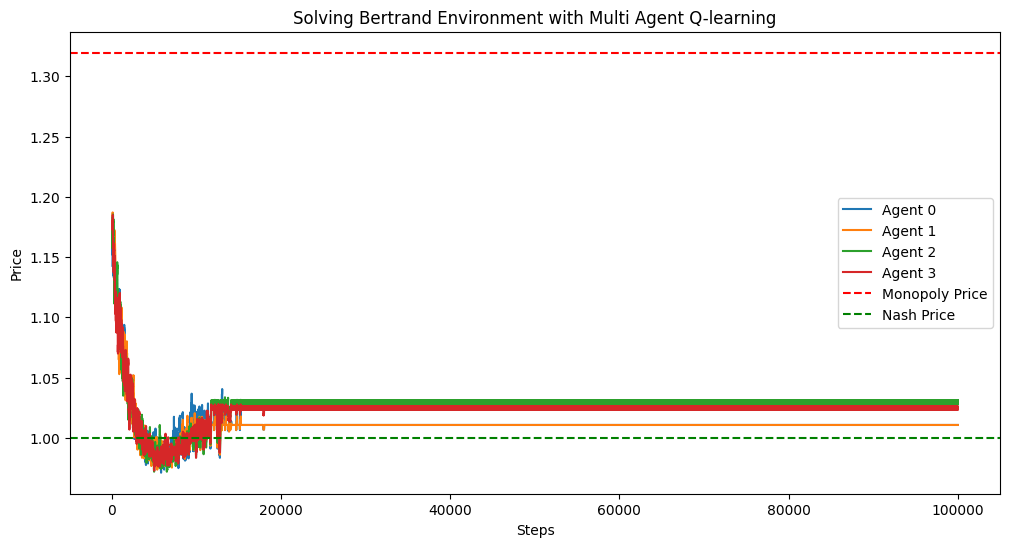 Solving Bertrand Environment with Multi Agent Q-learning
Price
1.30
1.25
1.20
1.15
1.10
1.05
1.00
Agent 0
Agent 1
Agent 2
Agent 3
Monopoly Price
Nash Price
0
20000
40000
60000
80000
100000
Steps